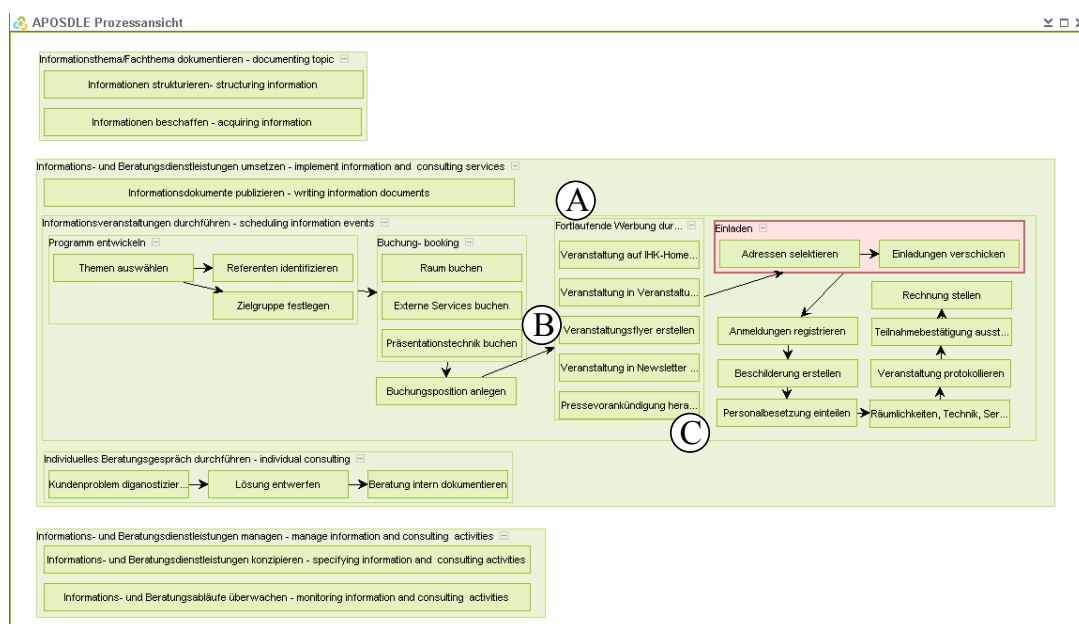 APOSDLE Prozessansicht
Informationsthema/Fachthema dokumentieren - documenting topic
Informationen strukturieren- structuring information
Informationen beschaffen - acquiring information
Informations- und Beratungsdienstleistungen umsetzen - implement information and consulting services
Informationsdokumente publizieren - writing information documents
A
Informationsveranstaltungen durchführen - scheduling information events
Programm entwickeln
Themen auswählen
Referenten identifizieren
Zielgruppe festlegen
Buchung- booking
Raum buchen
Externe Services buchen
Präsentationstechnik buchen
Buchungsposition anlegen
B
Fortlaufende Werbung dur...
Veranstaltung auf IHK-Home...
Veranstaltung in Veranstaltu...
Veranstaltungsflyer erstellen
Veranstaltung in Newsletter ...
Pressevorankündigung hera...
C
Einladen
Adressen selektieren
Einladungen verschicken
Anmeldungen registrieren
Beschilderung erstellen
Personalbesetzung einteilen
Räumlichkeiten, Technik, Ser...
Veranstaltung protokollieren
Teilnahmebestätigung ausst...
Rechnung stellen
Individuelles Beratungsgespräch durchführen - individual consulting
Kundenproblem diganostizier...
Lösung entwerfen
Beratung intern dokumentieren
Informations- und Beratungsdienstleistungen managen - manage information and consulting activities
Informations- und Beratungsdienstleistungen konzipieren - specifying information and consulting activities
Informations- und Beratungsabläufe überwachen - monitoring information and consulting activities